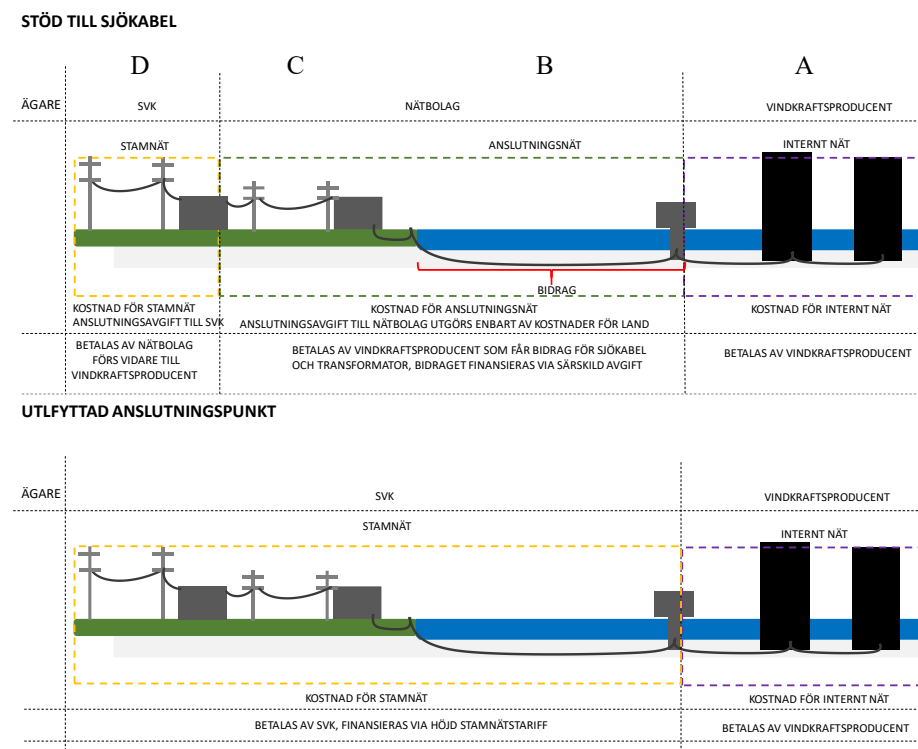 STÖD TILL SJÖKABEL
D C B A
ÄGARE SVK NÄTBOLAG VINDKRAFTSPRODUCENT
STAMNÄT ANSLUTNINGSNÄT INTERNT NÄT
BIDRAG
KOSTNAD FÖR STAMNÄT
ANSLUTNINGSAVGIFT TILL SVK
KOSTNAD FÖR ANSLUTNINGSNÄT
ANSLUTNINGSAVGIFT TILL NÄTBOLAG UTGÖRS ENBART AV KOSTNADER FÖR LAND
KOSTNAD FÖR INTERNT NÄT
BETALAS AV NÄTBOLAG
FÖRS VIDARE TILL
VINDKRAFTSPRODUCENT
BETALAS AV VINDKRAFTSPRODUCENT SOM FÅR BIDRAG FÖR SJÖKABEL
OCH TRANSFORMATOR, BIDRAGET FINANSIERAS VIA SÄRSKILD AVGIFT
BETALAS AV VINDKRAFTSPRODUCENT
UTLFYTTAD ANSLUTNINGSPUNKT
ÄGARE SVK VINDKRAFTSPRODUCENT
STAMNÄT INTERNT NÄT
KOSTNAD FÖR STAMNÄT KOSTNAD FÖR INTERNT NÄT
BETALAS AV SVK, FINANSIERAS VIA HÖJD STAMNÄTSTARIFF BETALAS AV VINDKRAFTSPRODUCENT